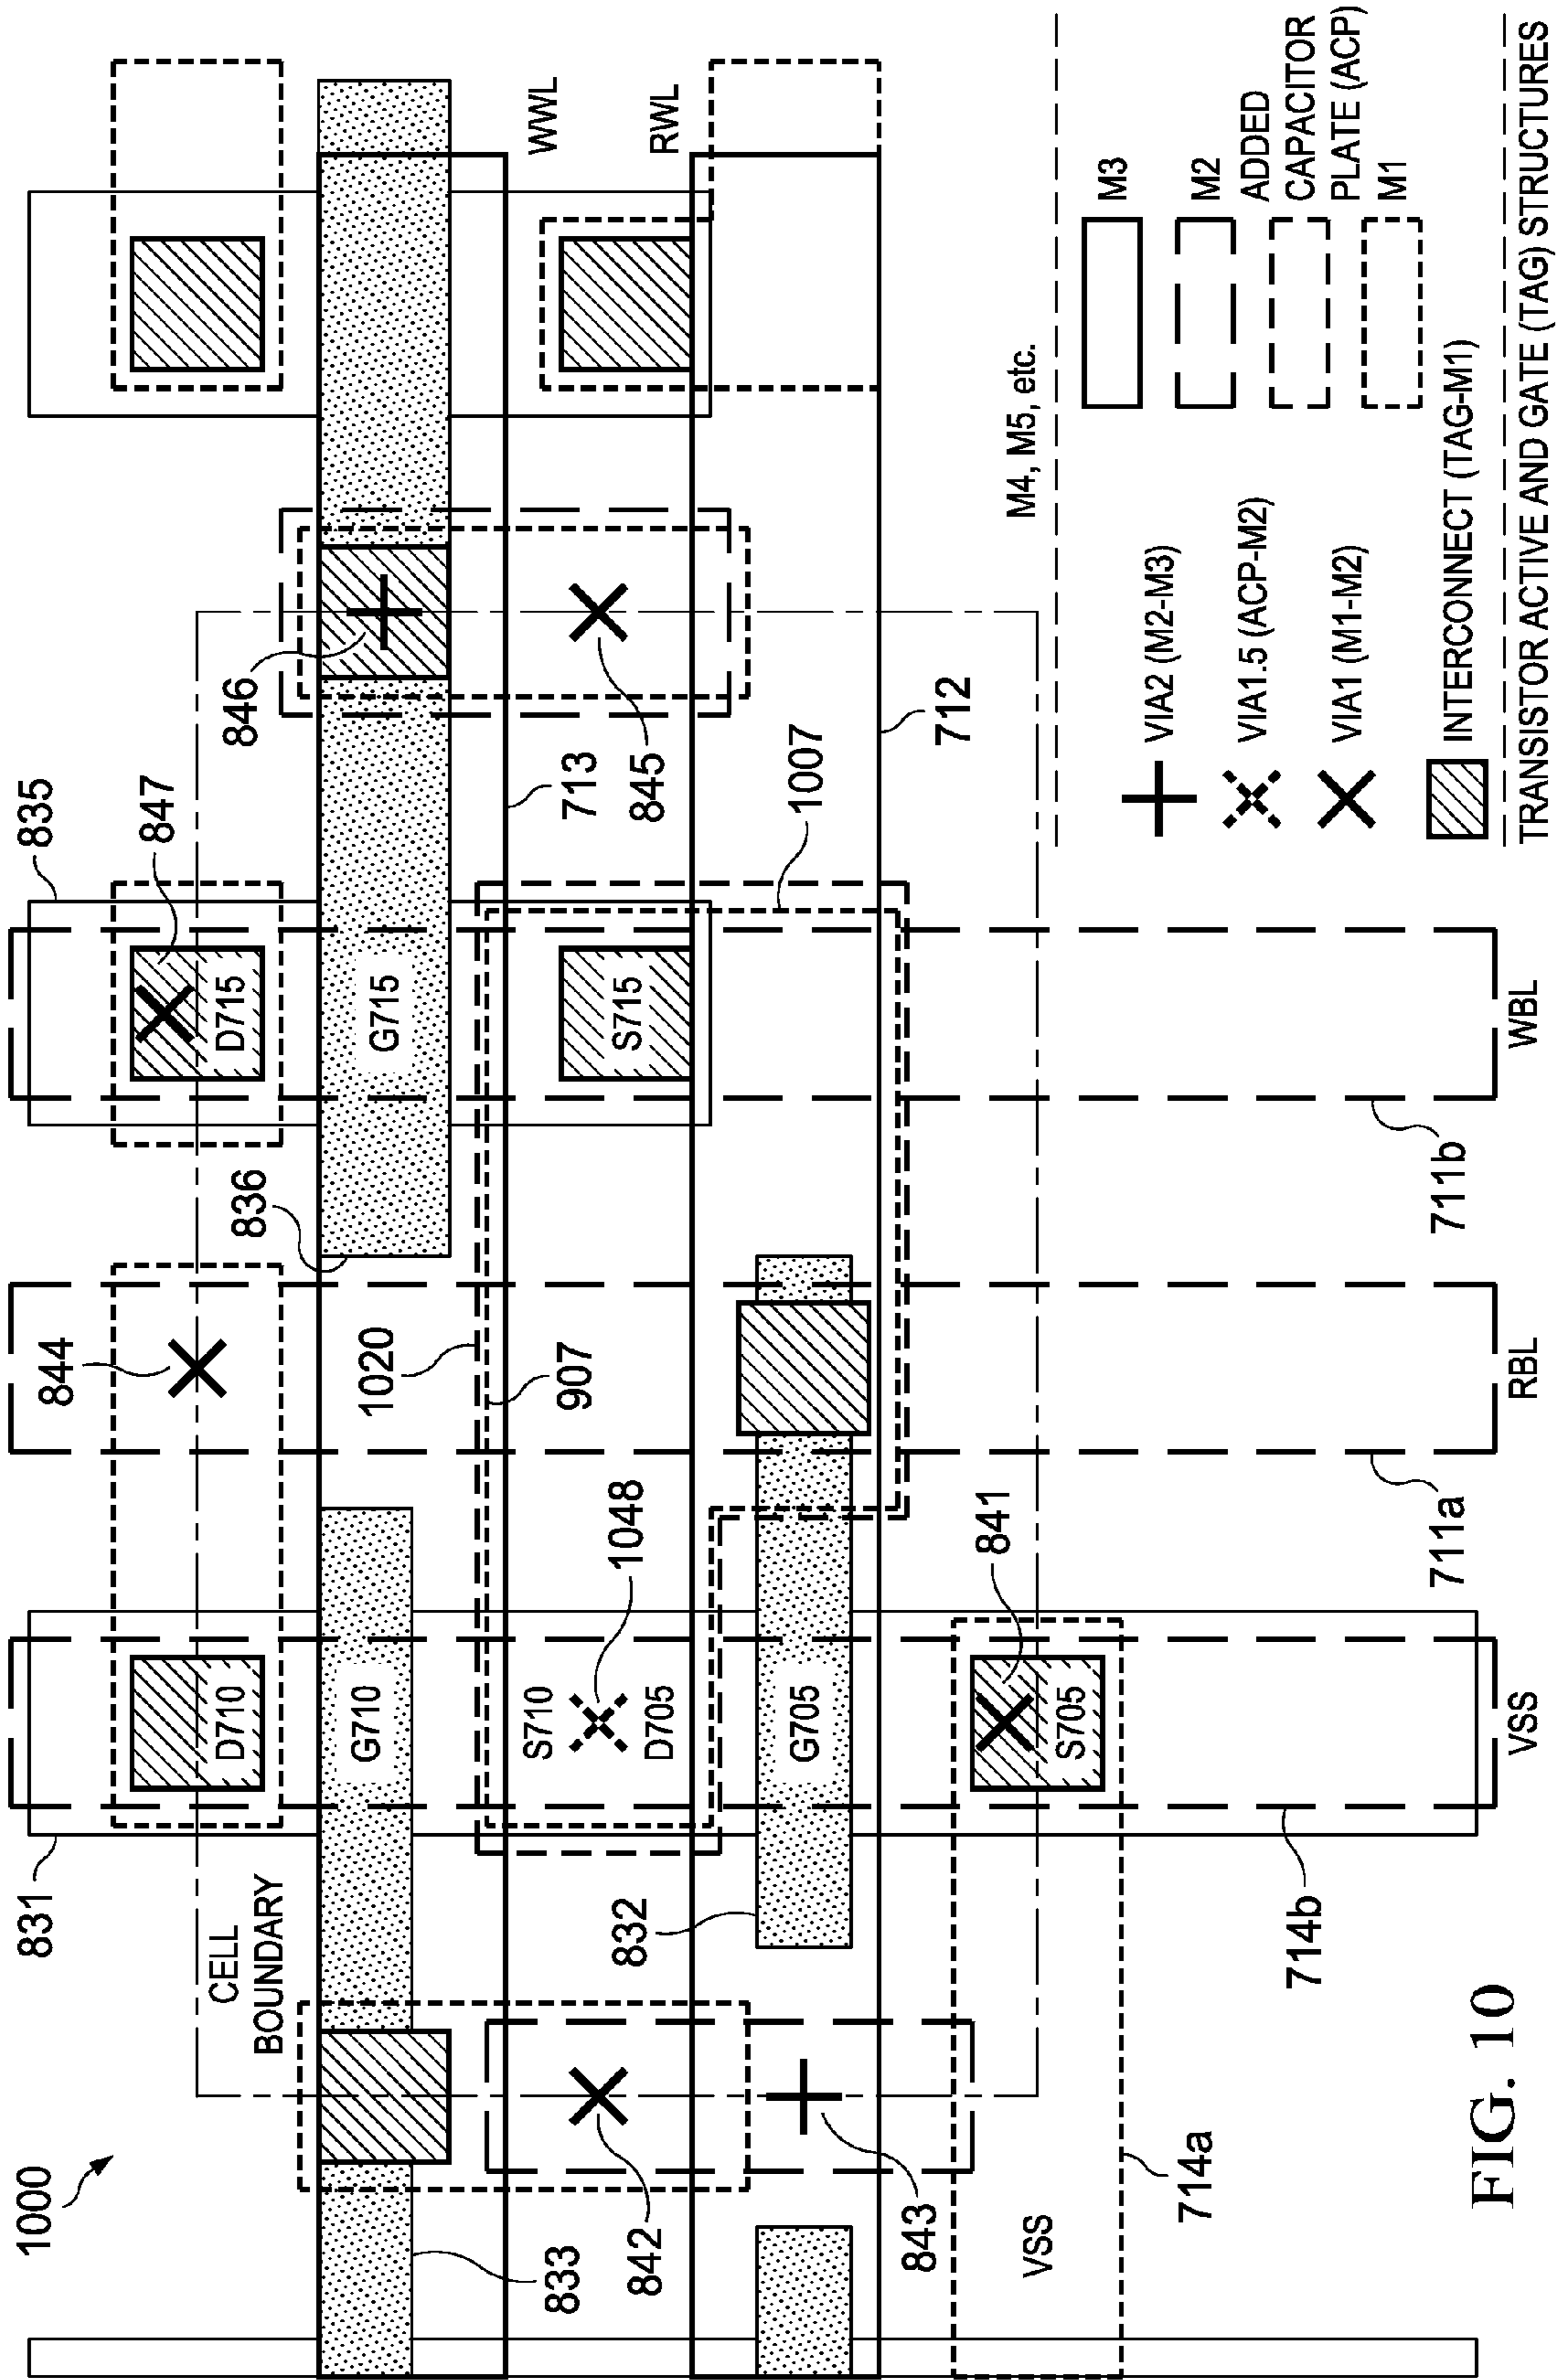 1000
831
844
835
847
CELL
BOUNDARY
836
846
D710
D715
G710
G715
833
842
S710
1048
D705
1020
907
S715
713
845
WWL
RWL
832
G705
1007
712
843
841
S705
VSS
714a
714b
711a
711b
VSS
RBL
WBL
M4, M5, etc.
VIA2 (M2-M3)
M3
VIA1.5 (ACP-M2)
M2
VIA1 (M1-M2)
ADDED
CAPACITOR
PLATE (ACP)
M1
INTERCONNECT (TAG-M1)
TRANSISTOR ACTIVE AND GATE (TAG) STRUCTURES
FIG. 10